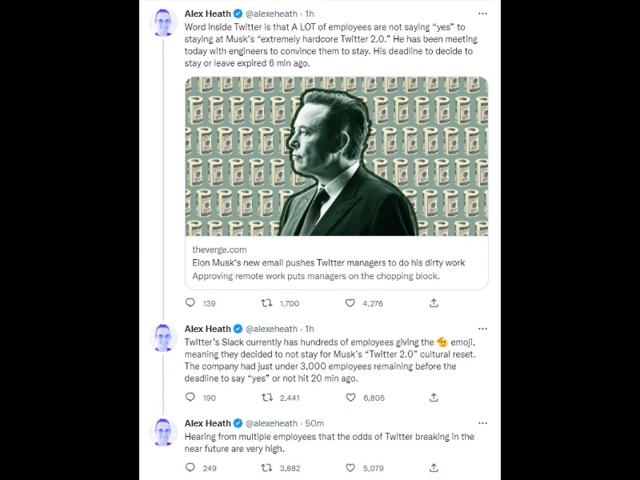 Alex Heath @alexeheath · 1h
Word Inside Twitter is that A LOT of employees are not saying “yes” to
staying at Musk’s “extremely hardcore Twitter 2.0.” He has been meeting
today with engineers to convince them to stay. His deadline to decide to
stay or leave expired 6 min ago.
theverge.com
Elon Musk’s new email pushes Twitter managers to do his dirty work
Approving remote work puts managers on the chopping block.
139 1,700 4,276
Alex Heath @alexeheath · 1h
Twitter’s Slack currently has hundreds of employees giving the 🫡 emoji,
meaning they decided to not stay for Musk’s “Twitter 2.0” cultural reset.
The company had just under 3,000 employees remaining before the
deadline to say “yes” or not hit 20 min ago.
190 2,441 6,805
Alex Heath @alexeheath · 50m
Hearing from multiple employees that the odds of Twitter breaking in the
near future are very high.
249 3,882 5,079